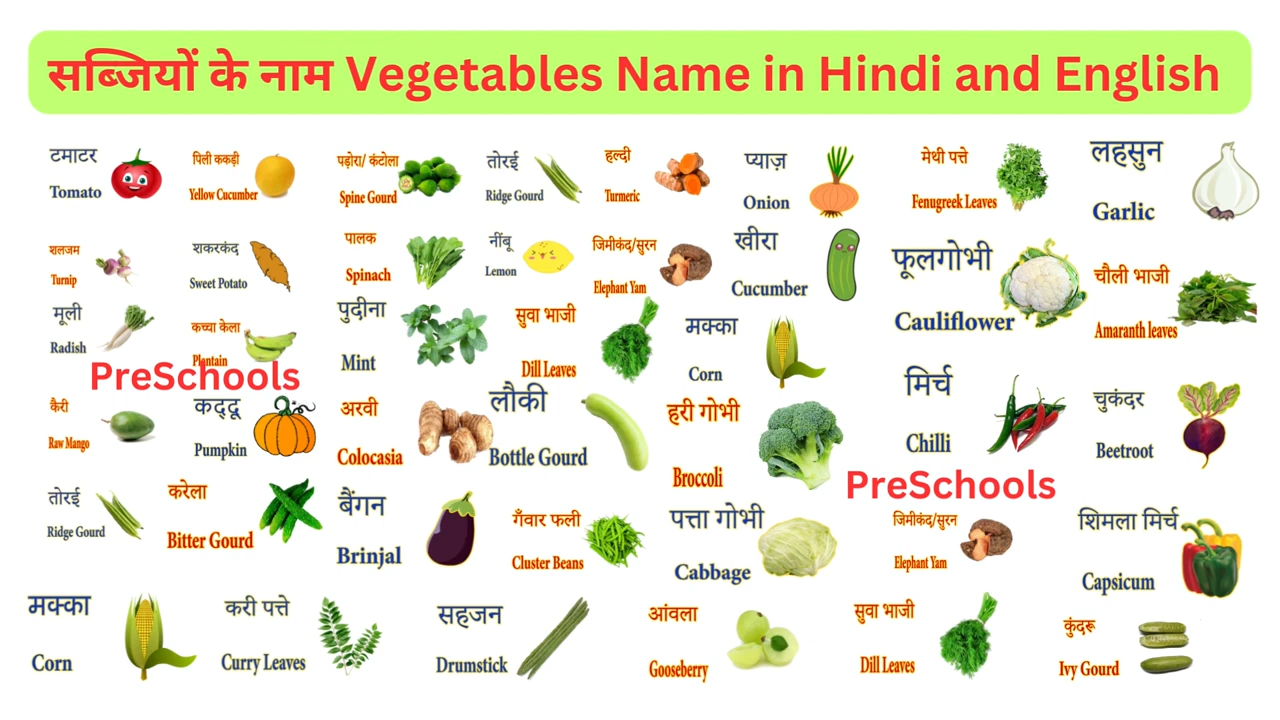 सब्जियों के नाम Vegetables Name in Hindi and English
टमाटर
Tomato
पिली ककड़ी
Yellow Cucumber
पड़ोरा/ कंटोला
Spine Gourd
तोरई
Ridge Gourd
हल्दी
Turmeric
प्याज़
Onion
मेथी पत्ते
Fenugreek Leaves
लहसुन
Garlic
शलजम
Turnip
शकरकंद
Sweet Potato
पालक
Spinach
नींबू
Lemon
जिमीकंद/सुरन
Elephant Yam
खीरा
Cucumber
फूलगोभी
Cauliflower
चौली भाजी
Amaranth leaves
मूली
Radish
कच्चा केला
Plantain
पुदीना
Mint
सुवा भाजी
Dill Leaves
मक्का
Corn
PreSchools
मिर्च
Chilli
चुकंदर
Beetroot
कैरी
Raw Mango
कद्दू
Pumpkin
अरवी
Colocasia
लौकी
Bottle Gourd
हरी गोभी
Broccoli
PreSchools
तोरई
Ridge Gourd
करेला
Bitter Gourd
बैंगन
Brinjal
गँवार फली
Cluster Beans
पत्ता गोभी
Cabbage
जिमीकंद/सुरन
Elephant Yam
शिमला मिर्च
Capsicum
मक्का
Corn
करी पत्ते
Curry Leaves
सहजन
Drumstick
आंवला
Gooseberry
सुवा भाजी
Dill Leaves
कुंदरू
Ivy Gourd